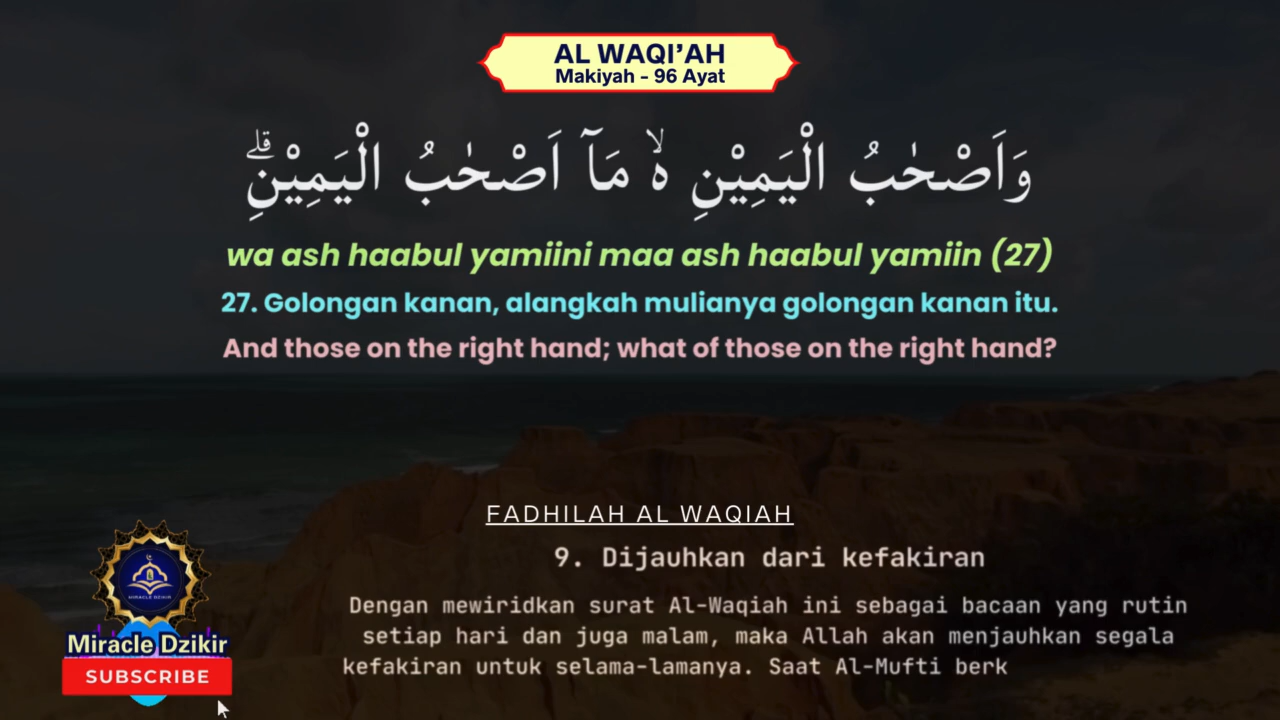 AL WAQI'AH
Makiyah - 96 Ayat
وَاَصْحٰبُ الْيَمِيْنِ ەۙ مَآ اَصْحٰبُ الْيَمِيْنِۗ
wa ash haabul yamiini maa ash haabul yamiin (27)
27. Golongan kanan, alangkah mulianya golongan kanan itu.
And those on the right hand; what of those on the right hand?
FADHILAH AL WAQIAH
9. Dijauhkan dari kefakiran
Dengan mewiridkan surat Al-Waqiah ini sebagai bacaan yang rutin
setiap hari dan juga malam, maka Allah akan menjauhkan segala
kefakiran untuk selama-lamanya. Saat Al-Mufti berk
MIRACLE DZIKIR
Miracle Dzikir
SUBSCRIBE